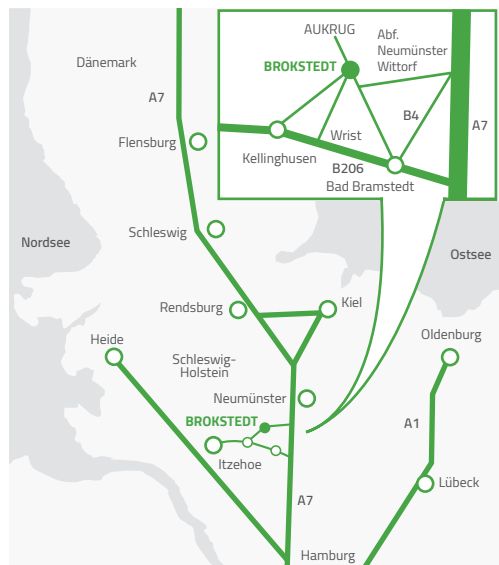 AUKRUG
Abf.
Neumünster
Wittorf
BROKSTEDT
B4
A7
Wrist
Kellinghusen
B206
Bad Bramstedt
Dänemark
A7
Flensburg
Schleswig
Nordsee
Ostsee
Rendsburg
Kiel
Heide
Oldenburg
Schleswig-
Holstein
Neumünster
BROKSTEDT
A1
Itzehoe
Lübeck
A7
Hamburg